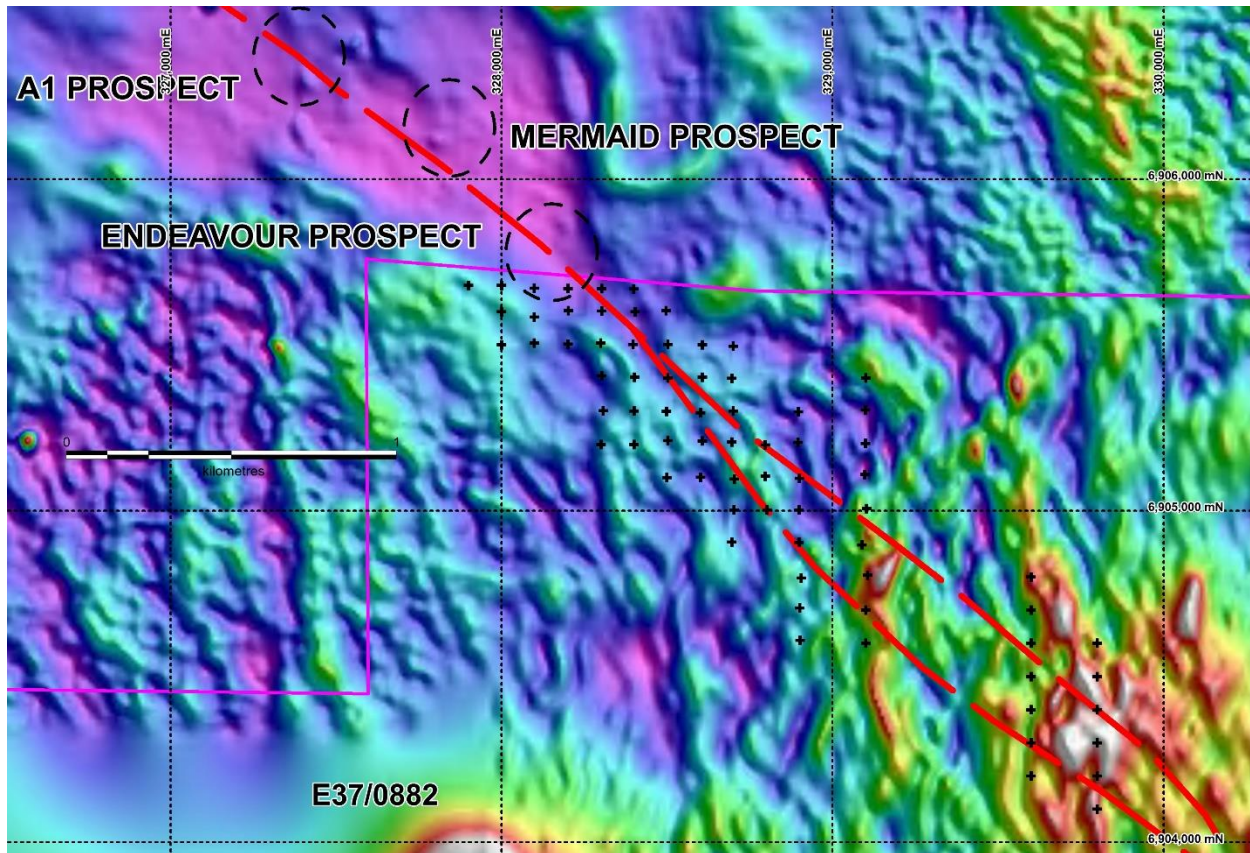 327,000 mE
328,000 mE
329,000 mE
330,000 mE
A1 PROSPECT
MERMAID PROSPECT
6,906,000 mN
ENDEAVOUR PROSPECT
0
1
kilometres
6,905,000 mN
E37/0882
6,904,000 mN